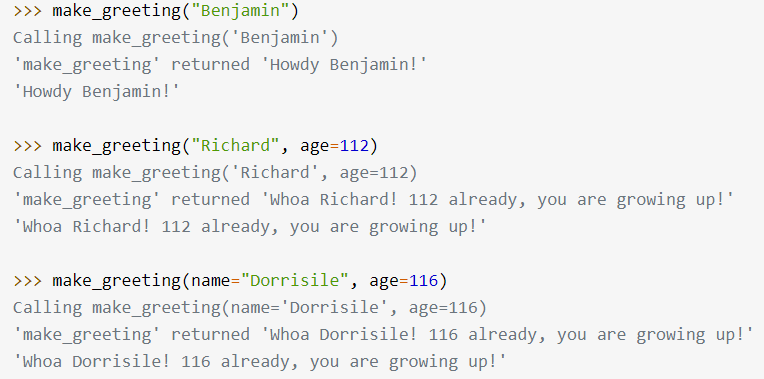 >>> make_greeting("Benjamin")
Calling make_greeting('Benjamin')
'make_greeting' returned 'Howdy Benjamin!'
'Howdy Benjamin!'
>>> make_greeting("Richard", age=112)
Calling make_greeting('Richard', age=112)
'make_greeting' returned 'Whoa Richard! 112 already, you are growing up!'
'Whoa Richard! 112 already, you are growing up!'
>>> make_greeting(name="Dorrisile", age=116)
Calling make_greeting(name='Dorrisile', age=116)
'make_greeting' returned 'Whoa Dorrisile! 116 already, you are growing up!'
'Whoa Dorrisile! 116 already, you are growing up!'